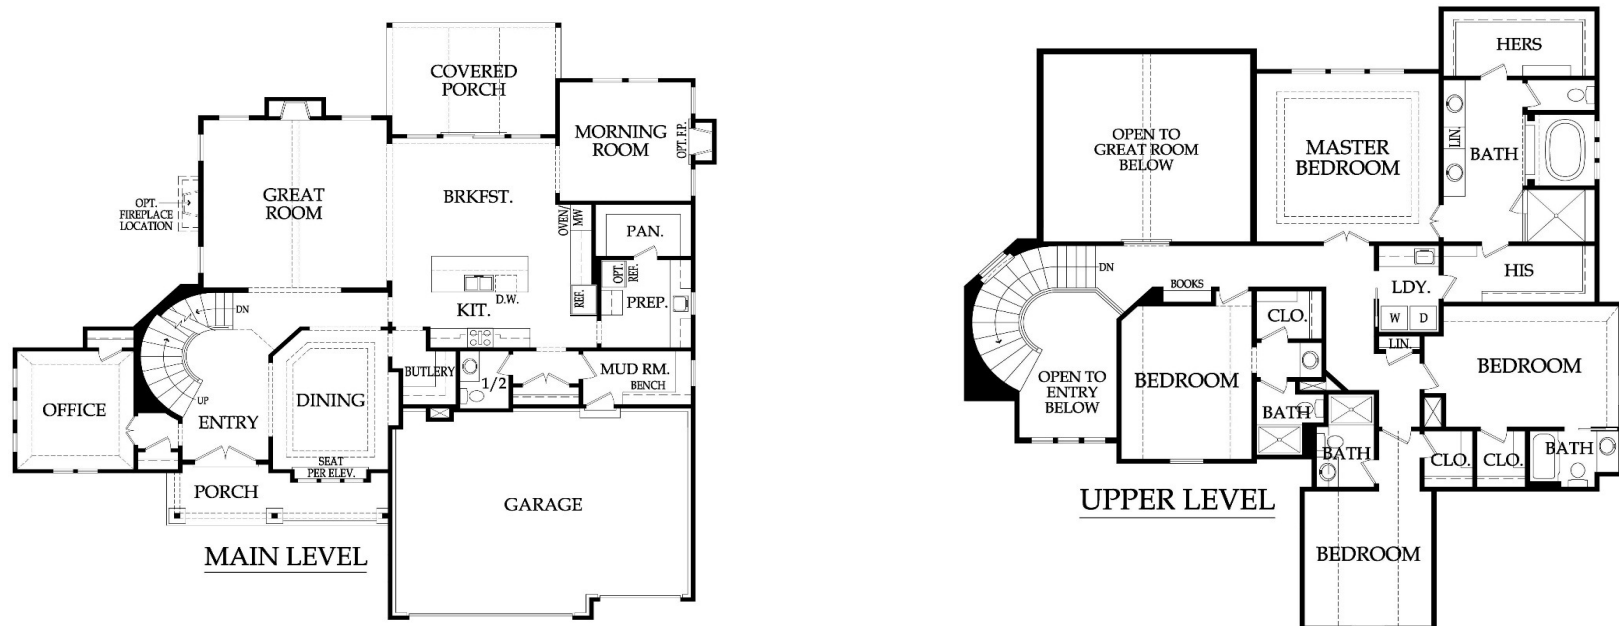 COVERED
PORCH
MORNING
ROOM
OPT. F.P.
GREAT
ROOM
BRKFST.
OPT.
FIREPLACE
LOCATION
OVEN/
MW
PAN.
OPT.
REF.
D.W.
REF.
PREP.
KIT.
DN
UP
OFFICE
ENTRY
DINING
BUTLERY
1/2
MUD RM.
BENCH
SEAT
PER ELEV.
PORCH
GARAGE
MAIN LEVEL
HERS
OPEN TO
GREAT ROOM
BELOW
MASTER
BEDROOM
LIN.
BATH
HIS
DN
BOOKS
LDY.
W D
CLO.
LIN.
OPEN TO
ENTRY
BELOW
BEDROOM
BEDROOM
BATH
BATH
CLO.
CLO.
BATH
BEDROOM
UPPER LEVEL